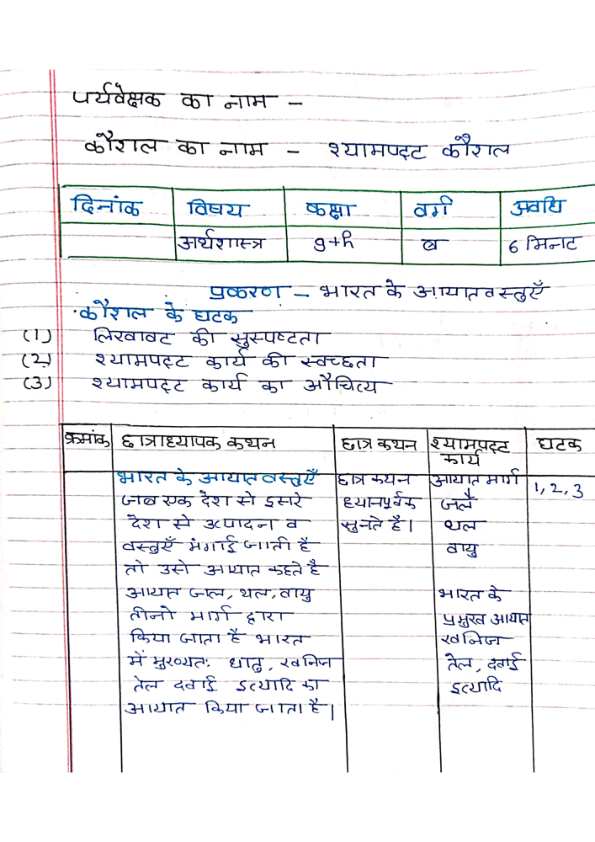 पर्यवेक्षक का नाम -
कौशल का नाम - श्यामपट्ट कौशल
दिनांक विषय कक्षा वर्ग अवधि
अर्थशास्त्र 9th ब 6 मिनट
प्रकरण - भारत के आयात वस्तुएँ
कौशल के घटक
(1) लिखावट की सुस्पष्टता
(2) श्यामपट्ट कार्य की स्वच्छता
(3) श्यामपट्ट कार्य का औचित्य
क्रमांक छात्राध्यापक कथन छात्र कथन श्यामपट्ट कार्य घटक
भारत के आयात वस्तुएँ
जब एक देश से दुसरे
देश से उत्पादन व
वस्तुएँ मंगाई जाती है
तो उसे आयात कहते है
आयात जल, थल, वायु
तीनो मार्ग द्वारा
किया जाता है भारत
में मुख्यतः धातु, खनिज
तेल दवाई इत्यादि का
आयात किया जाता है।
छात्र कथन
ध्यानपूर्वक
सुनते है।
आयात मार्ग
जल
थल
वायु
भारत के
प्रमुख आयात
खनिज
तेल, दवाई
इत्यादि
1, 2, 3